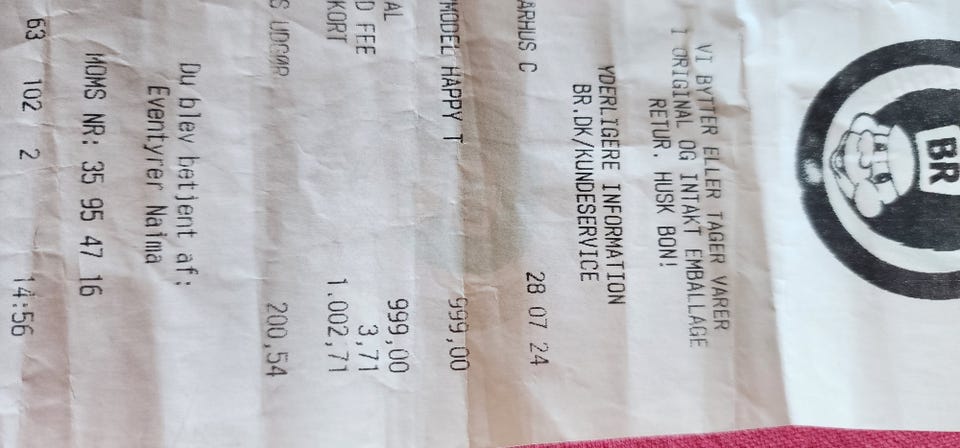 BR
VI BYTTER ELLER TAGER VARER
I ORIGINAL OG INTAKT EMBALLAGE
RETUR. HUSK BON!
YDERLIGERE INFORMATION
BR.DK/KUNDESERVICE
ARHUS C 28 07 24
MODEL HAPPY T 999,00
AL 999,00
D FEE 3,71
KORT 1.002,71
S UDGØR 200,54
Du blev betjent af:
Eventyrer Naima
MOMS NR: 35 95 47 16
63 102 2 14:56